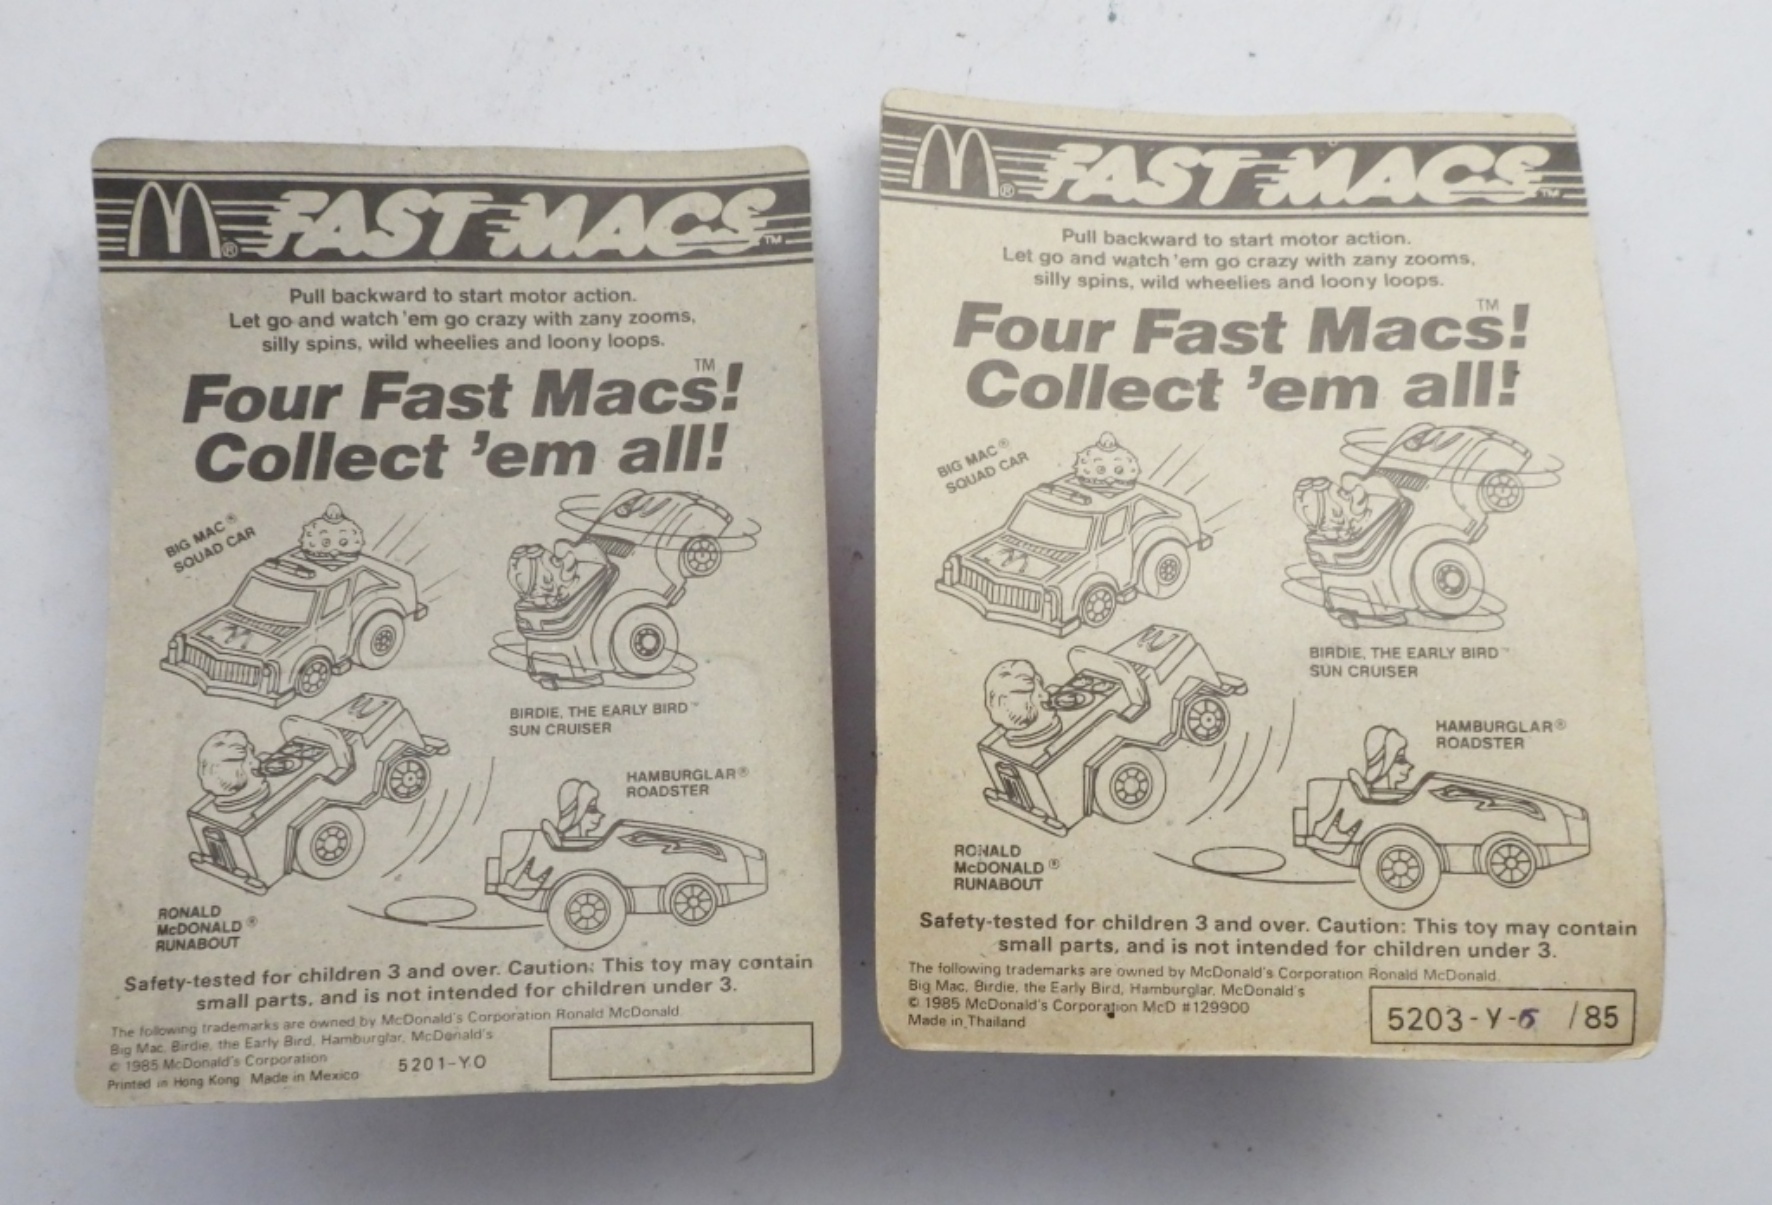 FAST MACS™
Pull backward to start motor action.
Let go and watch 'em go crazy with zany zooms,
silly spins, wild wheelies and loony loops.
Four Fast Macs™!
Collect 'em all!
BIG MAC®
SQUAD CAR
BIRDIE, THE EARLY BIRD™
SUN CRUISER
HAMBURGLAR®
ROADSTER
RONALD
McDONALD®
RUNABOUT
Safety-tested for children 3 and over. Caution: This toy may contain
small parts, and is not intended for children under 3.
The following trademarks are owned by McDonald's Corporation Ronald McDonald,
Big Mac, Birdie, the Early Bird, Hamburglar, McDonald's
© 1985 McDonald's Corporation
Printed in Hong Kong Made in Mexico
5201-YO
FAST MACS™
Pull backward to start motor action.
Let go and watch 'em go crazy with zany zooms,
silly spins, wild wheelies and loony loops.
Four Fast Macs™!
Collect 'em all!
BIG MAC®
SQUAD CAR
BIRDIE, THE EARLY BIRD™
SUN CRUISER
HAMBURGLAR®
ROADSTER
RONALD
McDONALD®
RUNABOUT
Safety-tested for children 3 and over. Caution: This toy may contain
small parts, and is not intended for children under 3.
The following trademarks are owned by McDonald's Corporation Ronald McDonald,
Big Mac, Birdie, the Early Bird, Hamburglar, McDonald's
© 1985 McDonald's Corporation McD #129900
Made in Thailand
5203-Y-5 /85